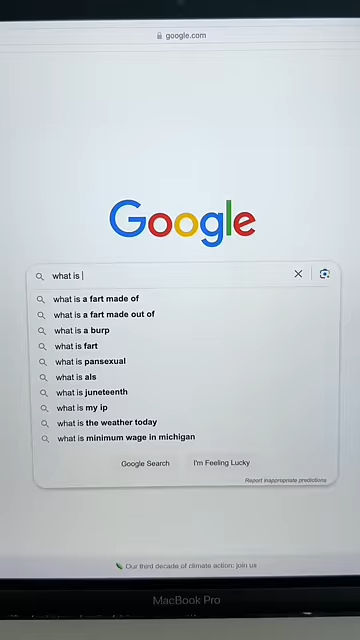 google.com
Google
what is
what is a fart made of
what is a fart made out of
what is a burp
what is fart
what is pansexual
what is als
what is juneteenth
what is my ip
what is the weather today
what is minimum wage in michigan
Google Search I'm Feeling Lucky
Report inappropriate predictions
Our third decade of climate action: join us
MacBook Pro